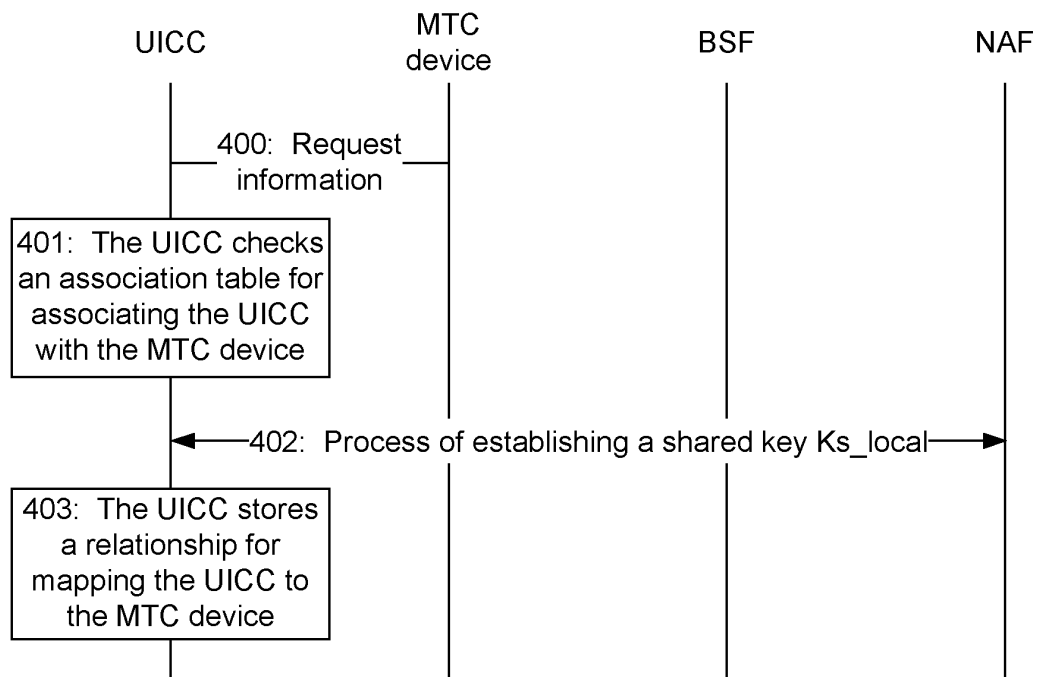 UICC
MTC
device
BSF
NAF
400: Request
information
401: The UICC checks
an association table for
associating the UICC
with the MTC device
402: Process of establishing a shared key Ks_local
403: The UICC stores
a relationship for
mapping the UICC to
the MTC device